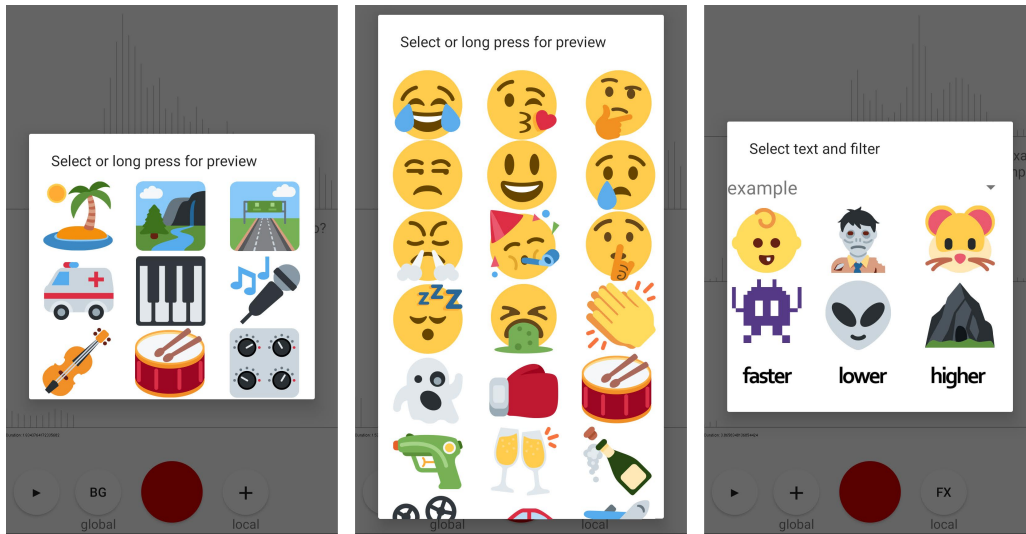 Select or long press for preview
BG
global
local
Select or long press for preview
zzZ
global
local
Select text and filter
example
faster
lower
higher
global
FX
local